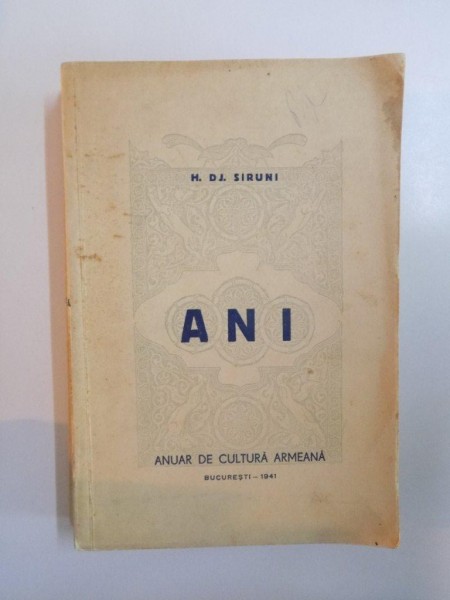 H. DJ. SIRUNI
ANI
ANUAR DE CULTURĂ ARMEANĂ
BUCUREȘTI – 1941